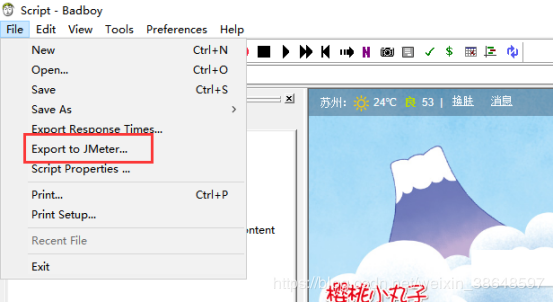 Script - Badboy
File Edit View Tools Preferences Help
New Ctrl+N
Open... Ctrl+O
Save Ctrl+S
Save As
Export Response Times...
Export to JMeter...
Script Properties ...
Print... Ctrl+P
Print Setup...
Recent File
Exit
ontent
N $
苏州: 24℃ 良 53 | 换肤 消息
樱桃小丸子
https://blog.csdn.net/weixin_38648597